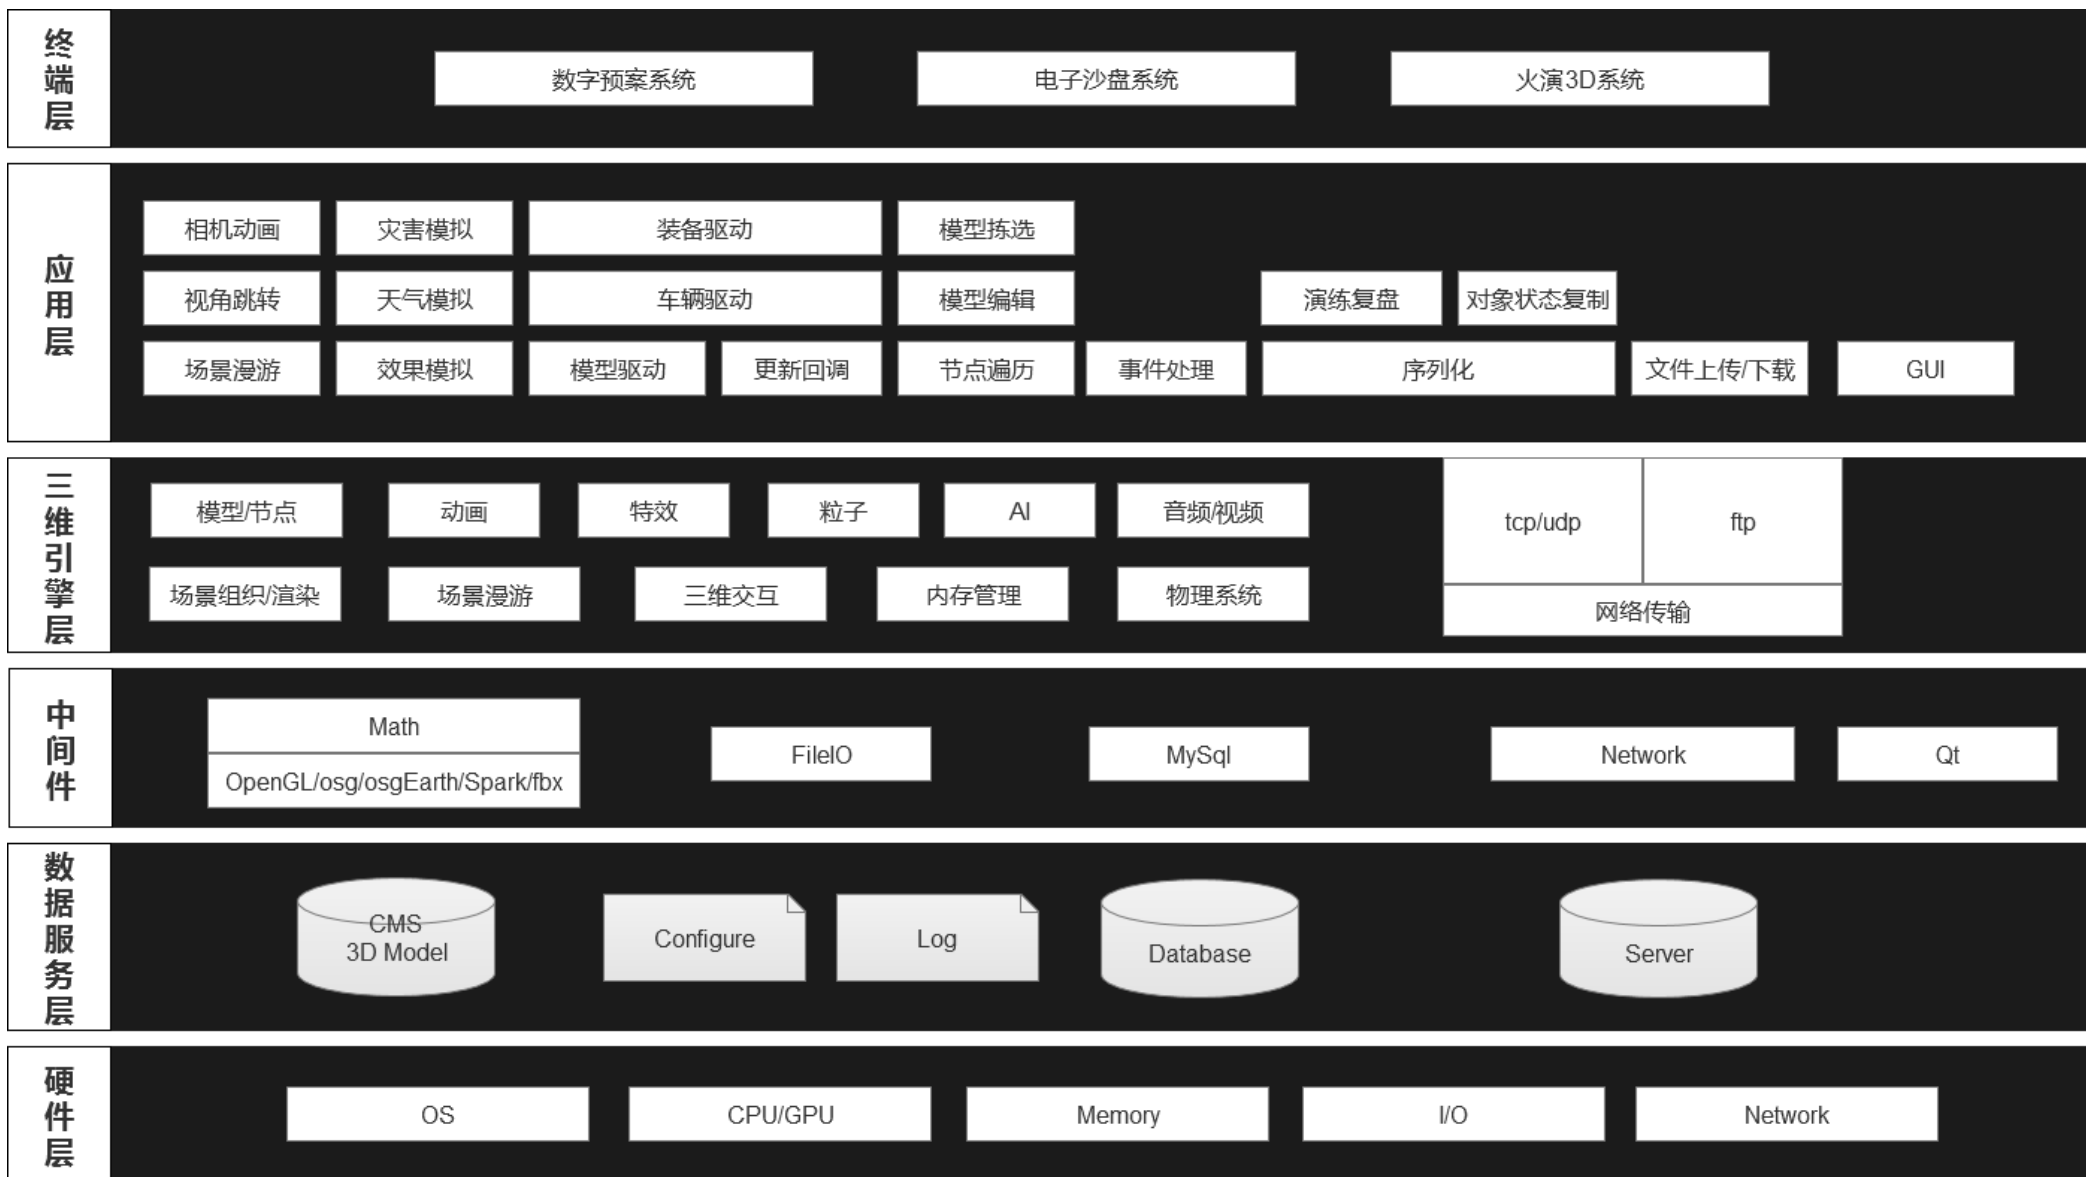 终端层
数字预案系统
电子沙盘系统
火演3D系统
应用层
相机动画
灾害模拟
装备驱动
模型拣选
视角跳转
天气模拟
车辆驱动
模型编辑
演练复盘
对象状态复制
场景漫游
效果模拟
模型驱动
更新回调
节点遍历
事件处理
序列化
文件上传/下载
GUI
三维引擎层
模型/节点
动画
特效
粒子
AI
音频/视频
tcp/udp
ftp
场景组织/渲染
场景漫游
三维交互
内存管理
物理系统
网络传输
中间件
Math
OpenGL/osg/osgEarth/Spark/fbx
FileIO
MySql
Network
Qt
数据服务层
CMS
3D Model
Configure
Log
Database
Server
硬件层
OS
CPU/GPU
Memory
I/O
Network